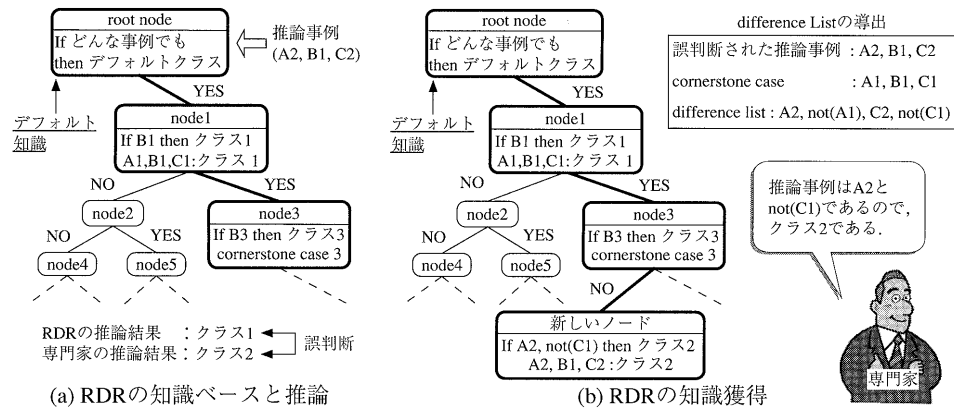 root node
If どんな事例でも
then デフォルトクラス
推論事例
(A2, B1, C2)
YES
デフォルト
知識
node1
If B1 then クラス1
A1,B1,C1:クラス 1
NO
YES
node2
node3
If B3 then クラス3
cornerstone case 3
NO
YES
node4
node5
RDRの推論結果 :クラス1
専門家の推論結果:クラス2
誤判断
(a) RDRの知識ベースと推論
root node
If どんな事例でも
then デフォルトクラス
YES
デフォルト
知識
node1
If B1 then クラス1
A1,B1,C1:クラス 1
NO
YES
node2
node3
If B3 then クラス3
cornerstone case 3
NO
YES
node4
node5
NO
新しいノード
If A2, not(C1) then クラス2
A2, B1, C2 :クラス2
(b) RDRの知識獲得
difference Listの導出
誤判断された推論事例 : A2, B1, C2
cornerstone case : A1, B1, C1
difference list : A2, not(A1), C2, not(C1)
推論事例はA2と
not(C1)であるので,
クラス2である.
専門家